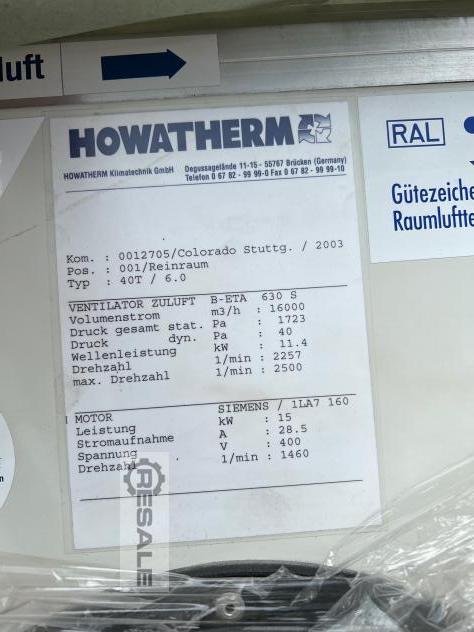 luft
HOWATHERM
HOWATHERM Klimatechnik GmbH Degussagelände 11-15 - 55767 Brücken (Germany)
Telefon 0 67 82 - 99 99-0 Fax 0 67 82 - 99 99-10
RAL
Gütezeiche
Raumluftte
Kom. : 0012705/Colorado Stuttg. / 2003
Pos. : 001/Reinraum
Typ : 40T / 6.0
VENTILATOR ZULUFT B-ETA 630 S
Volumenstrom m3/h : 16000
Druck gesamt stat. Pa : 1723
Druck dyn. Pa : 40
Wellenleistung kW : 11.4
Drehzahl 1/min : 2257
max. Drehzahl 1/min : 2500
MOTOR SIEMENS / 1LA7 160
Leistung kW : 15
Stromaufnahme A : 28.5
Spannung V : 400
Drehzahl 1/min : 1460
RESALE